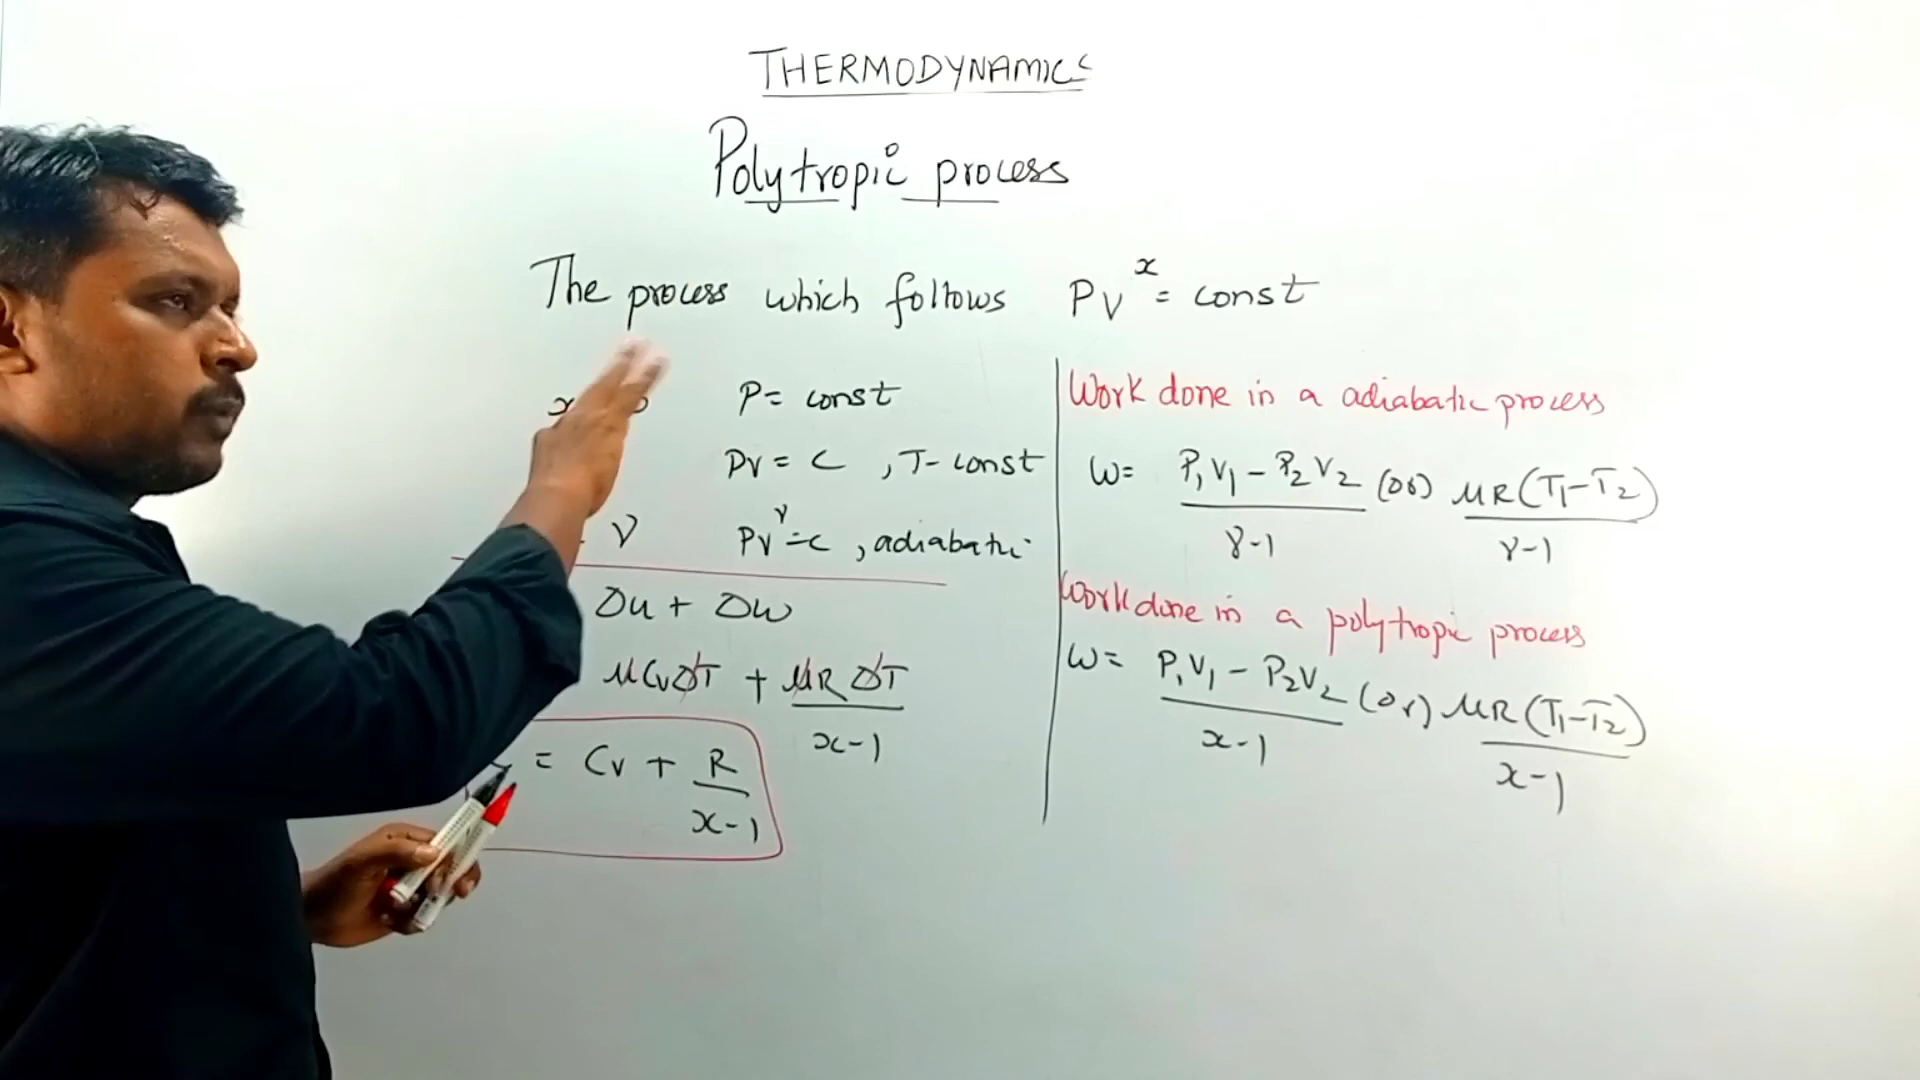 THERMODYNAMICS
Polytropic process
The process which follows PV^x = const
x P = const
PV = C , T - const
γ PV^γ = C , adiabatic
Δu + Δw
μCvΔT + μRΔT / x-1
= Cv + R / x-1
Work done in a adiabatic process
W = P₁V₁ - P₂V₂ / γ-1 (or) μR(T₁-T₂) / γ-1
Work done in a polytropic process
W = P₁V₁ - P₂V₂ / x-1 (or) μR(T₁-T₂) / x-1